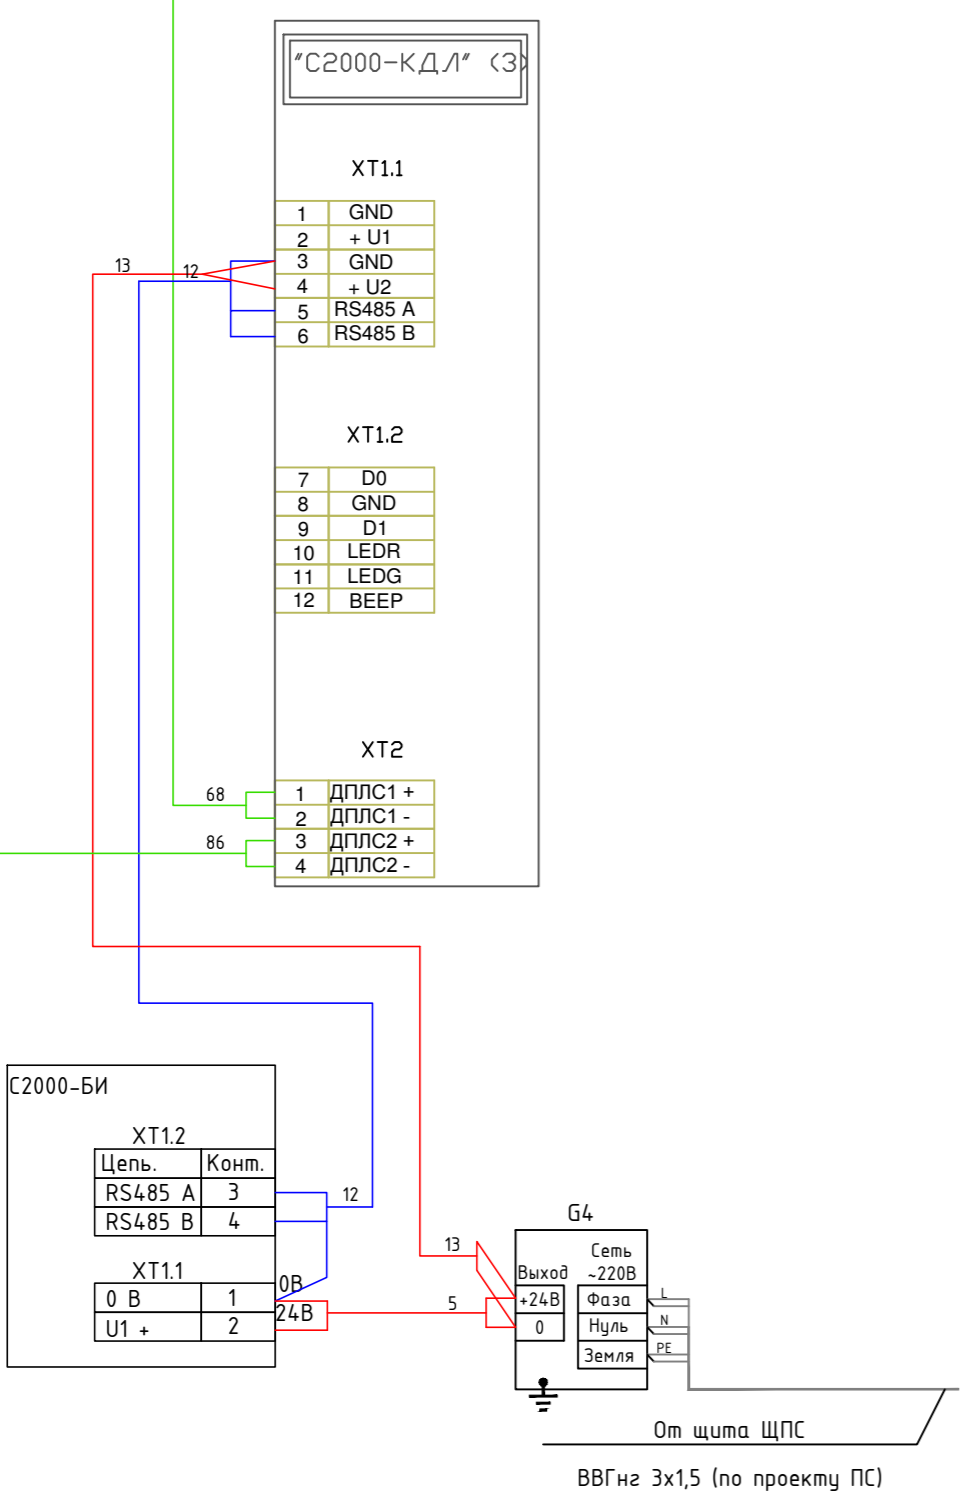 "С2000-КДЛ" (3)
XT1.1
1 GND
2 + U1
3 GND
4 + U2
5 RS485 A
6 RS485 B
13
12
XT1.2
7 D0
8 GND
9 D1
10 LEDR
11 LEDG
12 BEEP
XT2
1 ДПЛС1 +
2 ДПЛС1 -
3 ДПЛС2 +
4 ДПЛС2 -
68
86
С2000-БИ
XT1.2
Цепь. Конт.
RS485 A 3
RS485 B 4
12
XT1.1
0 В 1
U1 + 2
0В
24В
13
5
G4
Сеть
~220В
Выход
+24В Фаза L
0 Нуль N
Земля PE
От щита ЩПС
ВВГнг 3х1,5 (по проекту ПС)